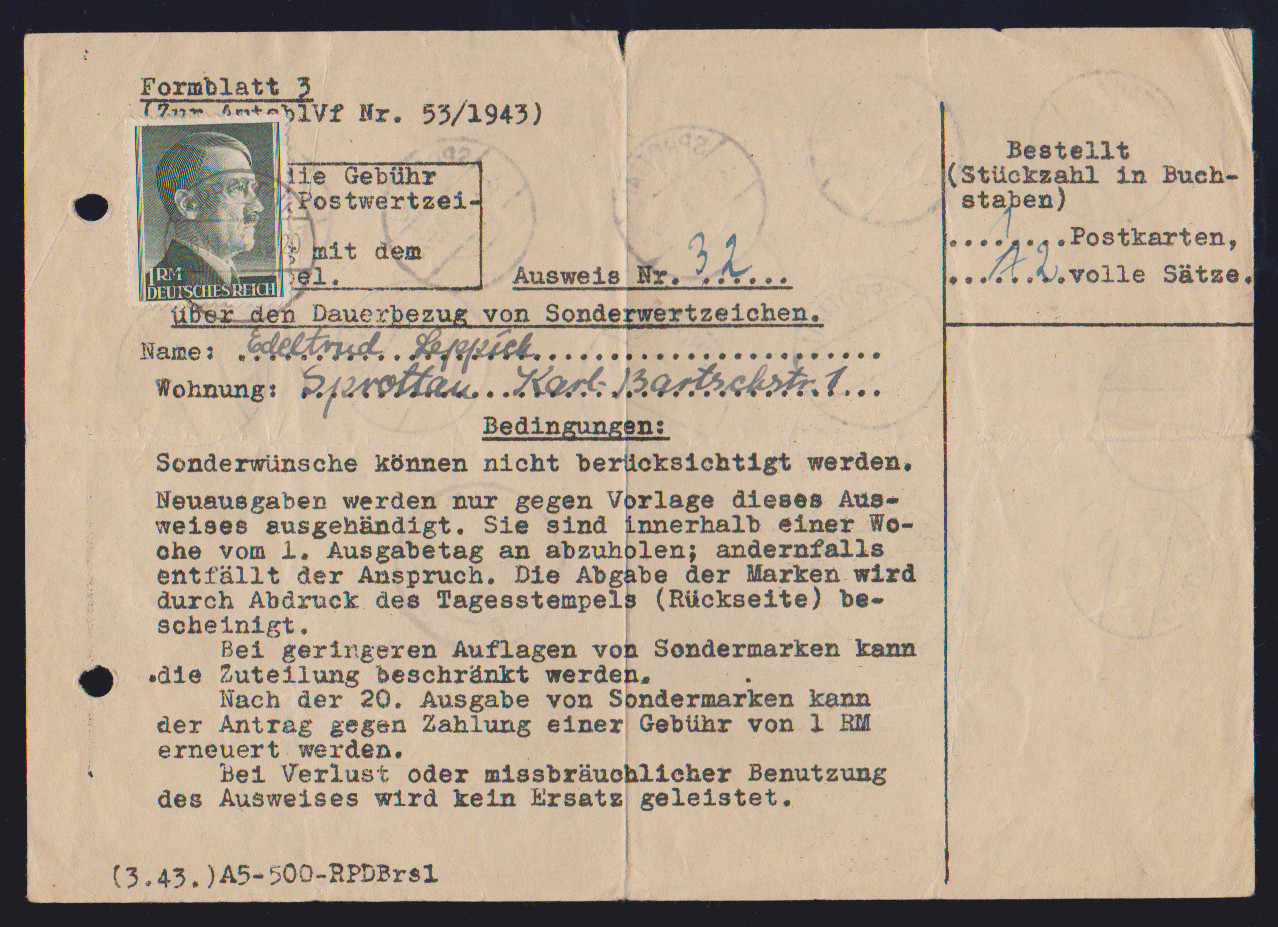 Formblatt 3
(Zur AmtsblVf Nr. 53/1943)
die Gebühr
Postwertzei-
mit dem
1 RM
DEUTSCHES REICH
Ausweis Nr. 32
über den Dauerbezug von Sonderwertzeichen.
Name: Edeltrud Leppich
Wohnung: Sprottau Karl-Bartschstr. 1
Bedingungen:
Sonderwünsche können nicht berücksichtigt werden.
Neuausgaben werden nur gegen Vorlage dieses Aus-
weises ausgehändigt. Sie sind innerhalb einer Wo-
che vom 1. Ausgabetag an abzuholen; andernfalls
entfällt der Anspruch. Die Abgabe der Marken wird
durch Abdruck des Tagesstempels (Rückseite) be-
scheinigt.
Bei geringeren Auflagen von Sondermarken kann
die Zuteilung beschränkt werden.
Nach der 20. Ausgabe von Sondermarken kann
der Antrag gegen Zahlung einer Gebühr von 1 RM
erneuert werden.
Bei Verlust oder missbräuchlicher Benutzung
des Ausweises wird kein Ersatz geleistet.
(3.43.)A5-500-RPDBrsl
Bestellt
(Stückzahl in Buch-
staben)
........Postkarten,
2 volle Sätze.